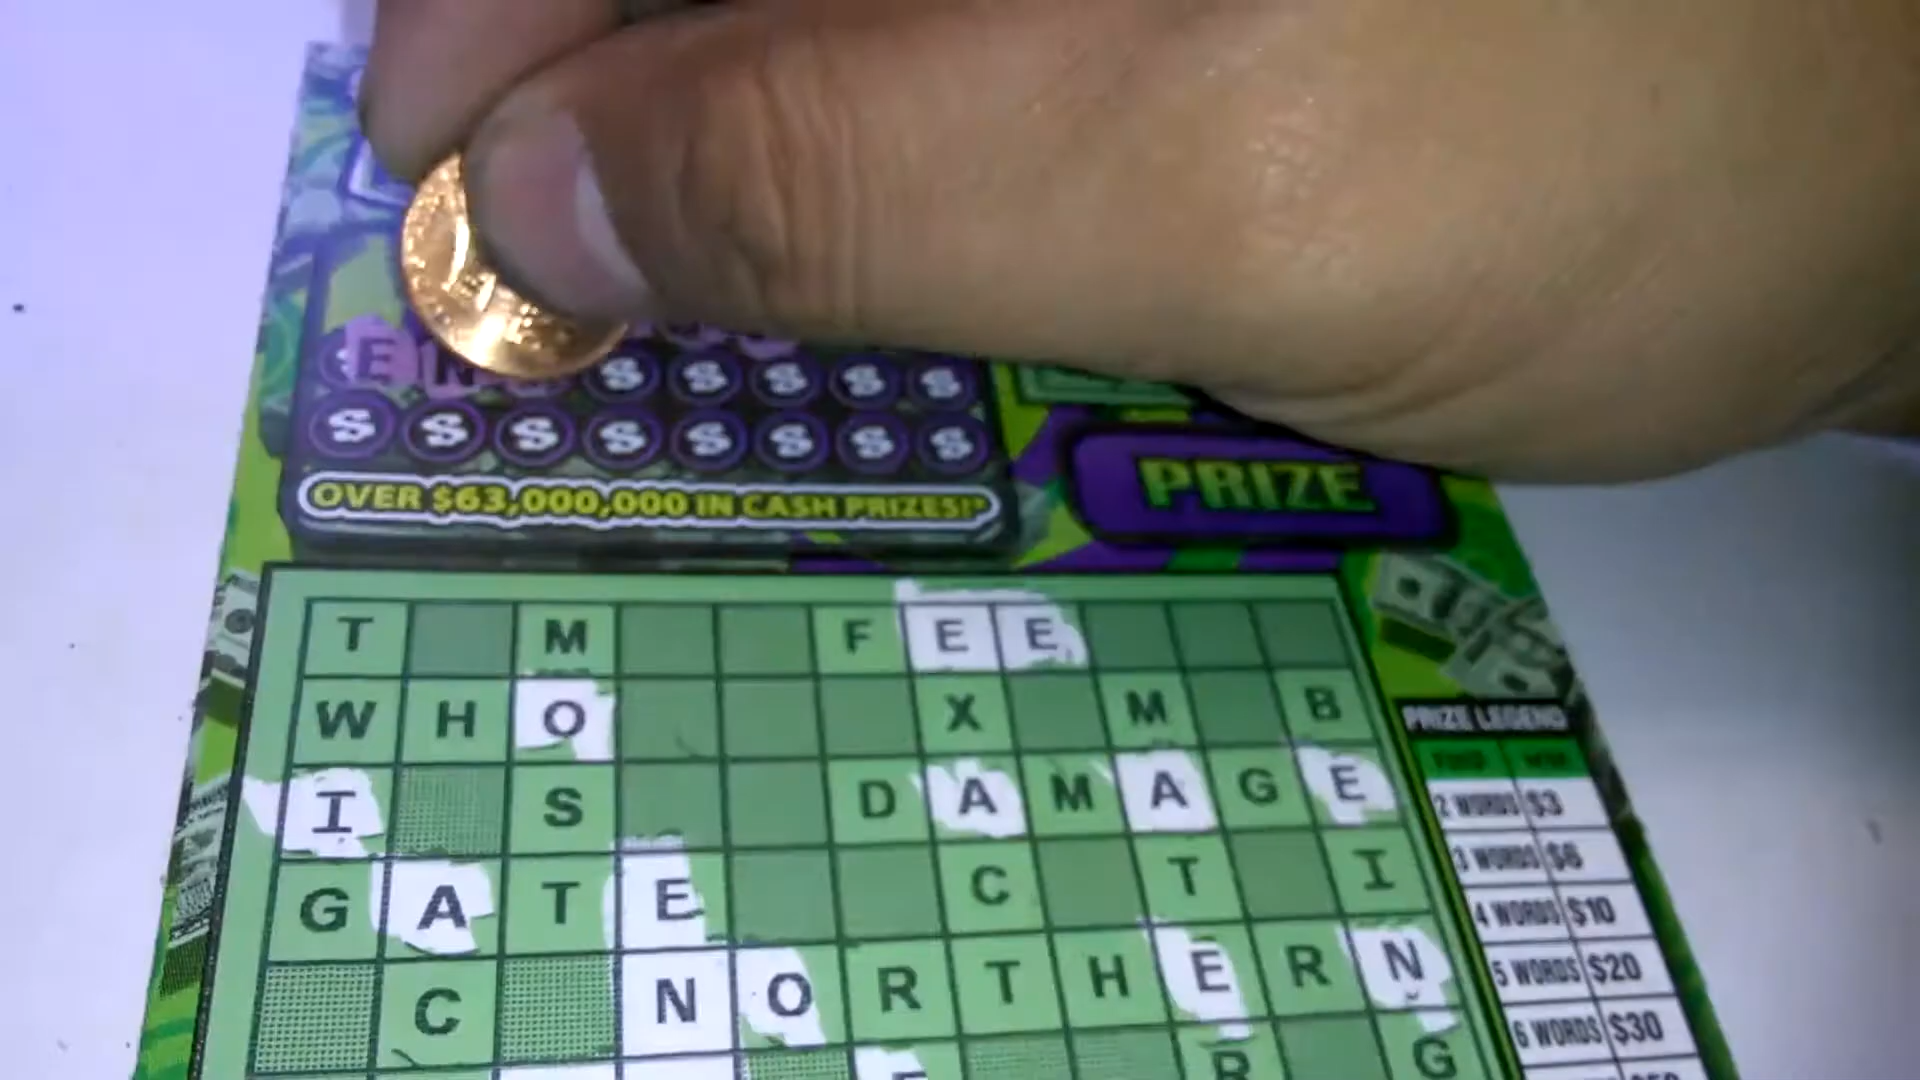 E N
$ $ $ $ $
$ $ $ $ $ $ $ $
OVER $63,000,000 IN CASH PRIZES!*
PRIZE
T M F E E
W H O X M B
PRIZE LEGEND
I S D A M A G E
2 WORDS $3
G A T E C T I
3 WORDS $6
4 WORDS $10
C N O R T H E R N
5 WORDS $20
6 WORDS $30
R G